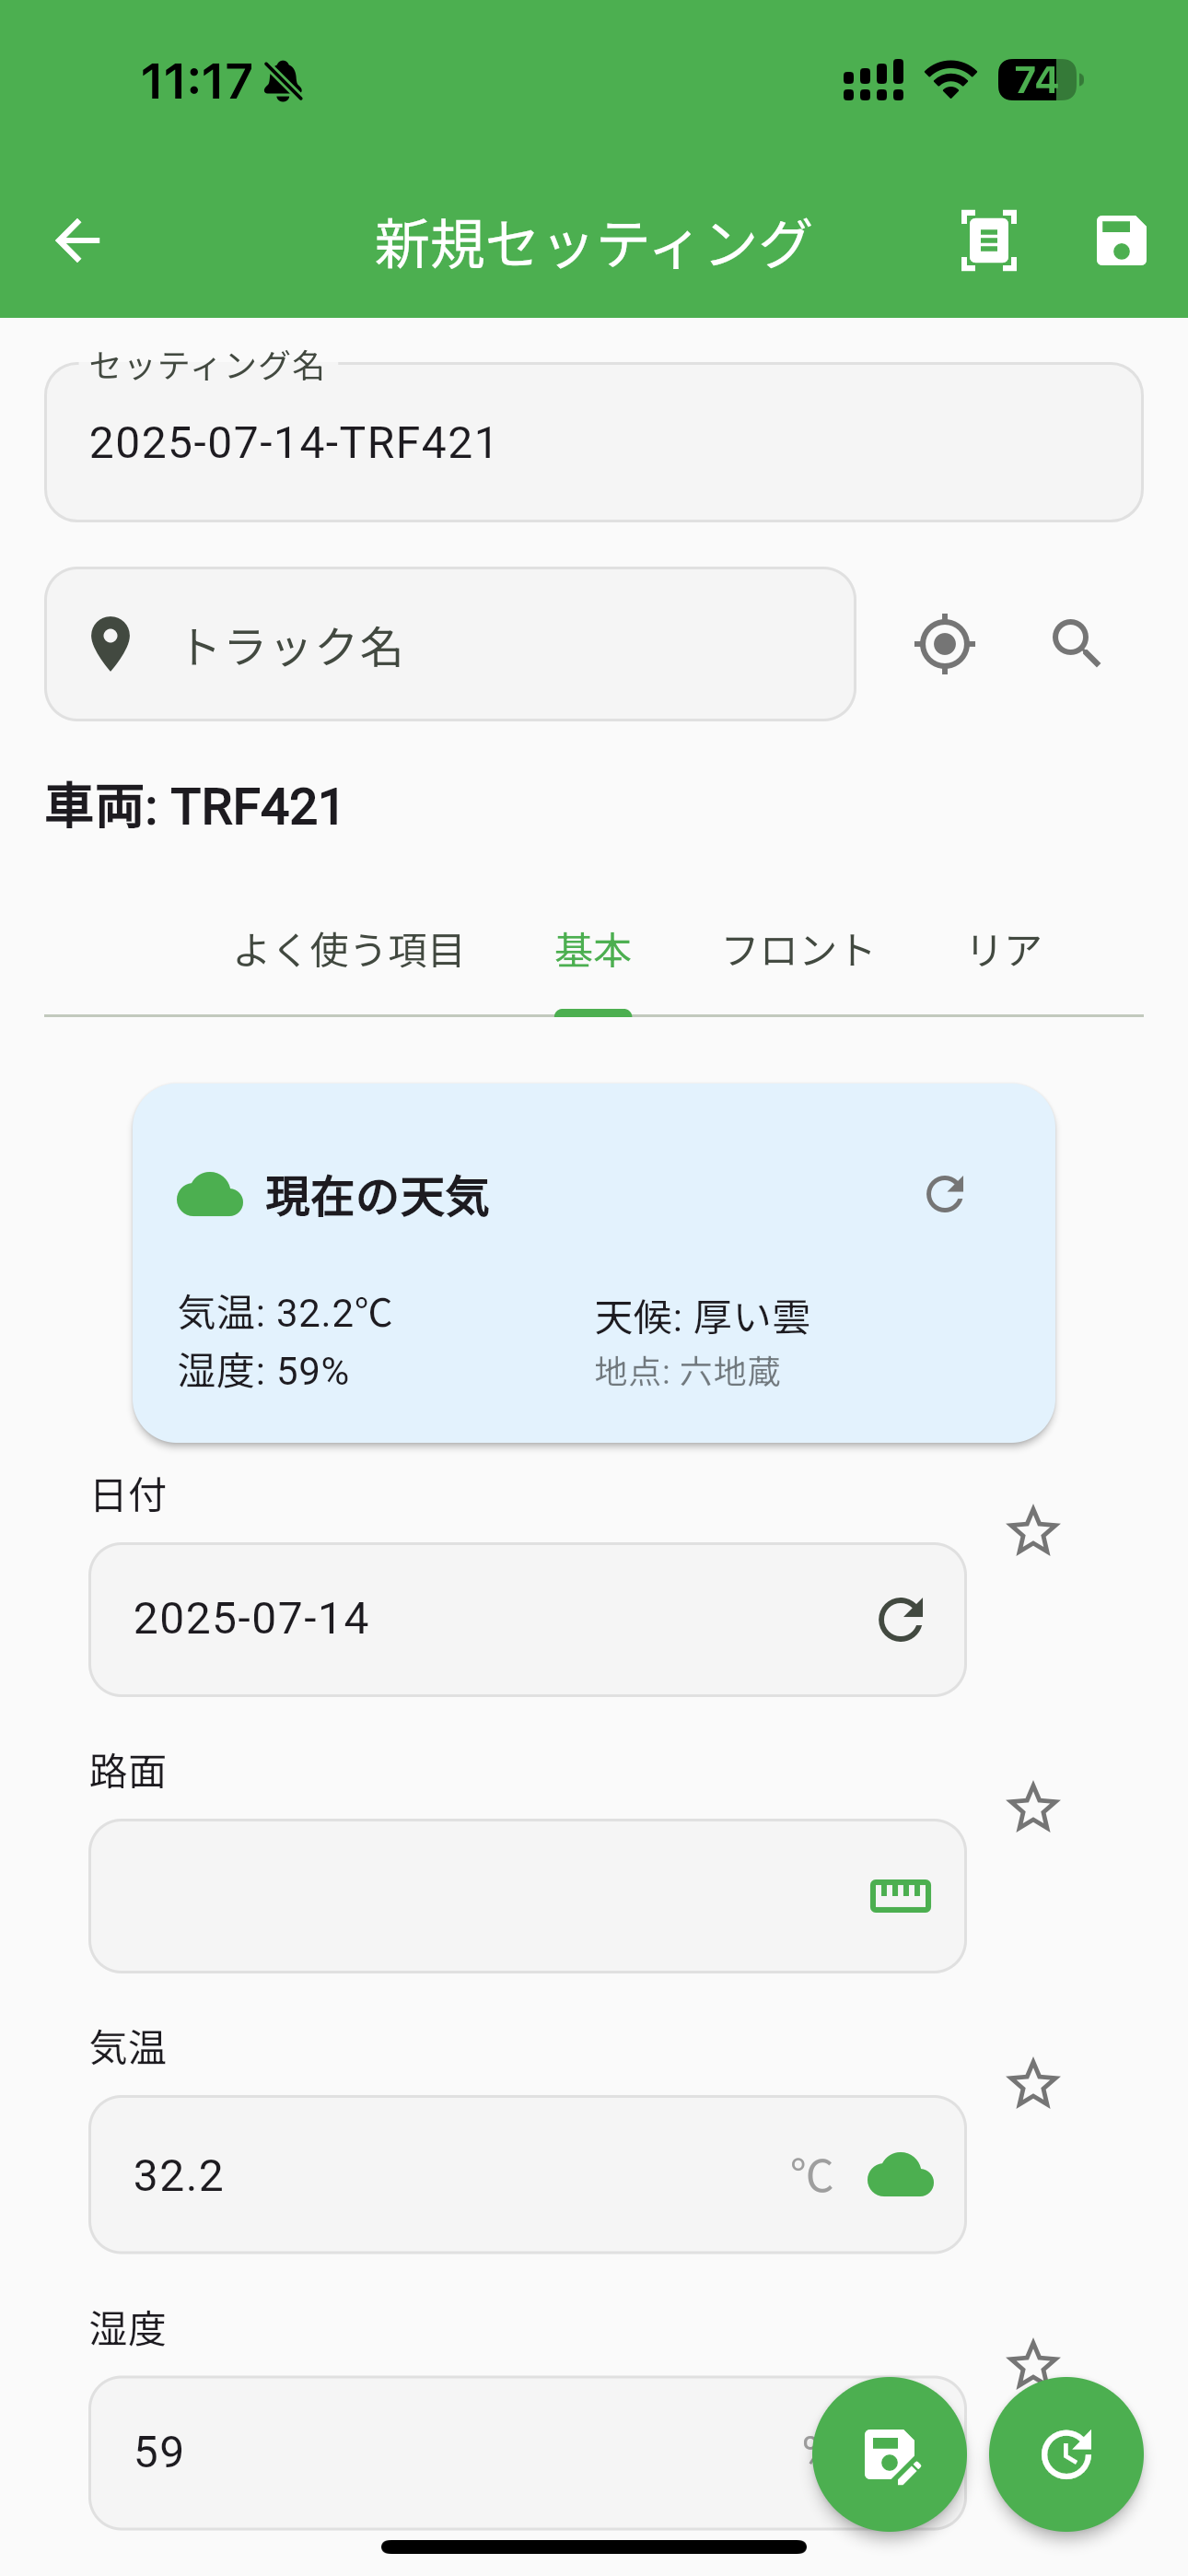 11:17
74
新規セッティング
セッティング名
2025-07-14-TRF421
トラック名
車両: TRF421
よく使う項目 基本 フロント リア
現在の天気
気温: 32.2℃
天候: 厚い雲
湿度: 59%
地点: 六地蔵
日付
2025-07-14
路面
気温
32.2 ℃
湿度
59